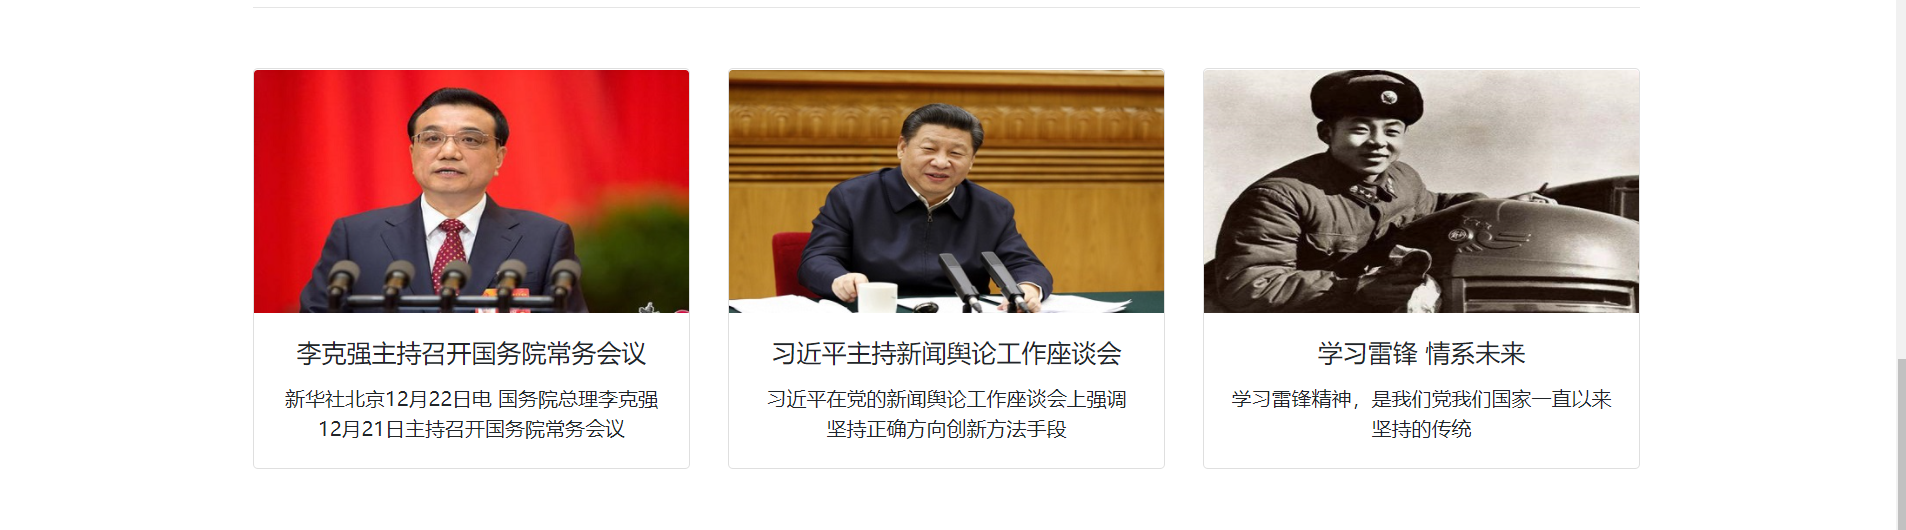 李克强主持召开国务院常务会议
新华社北京12月22日电 国务院总理李克强
12月21日主持召开国务院常务会议
习近平主持新闻舆论工作座谈会
习近平在党的新闻舆论工作座谈会上强调
坚持正确方向创新方法手段
学习雷锋 情系未来
学习雷锋精神，是我们党我们国家一直以来
坚持的传统